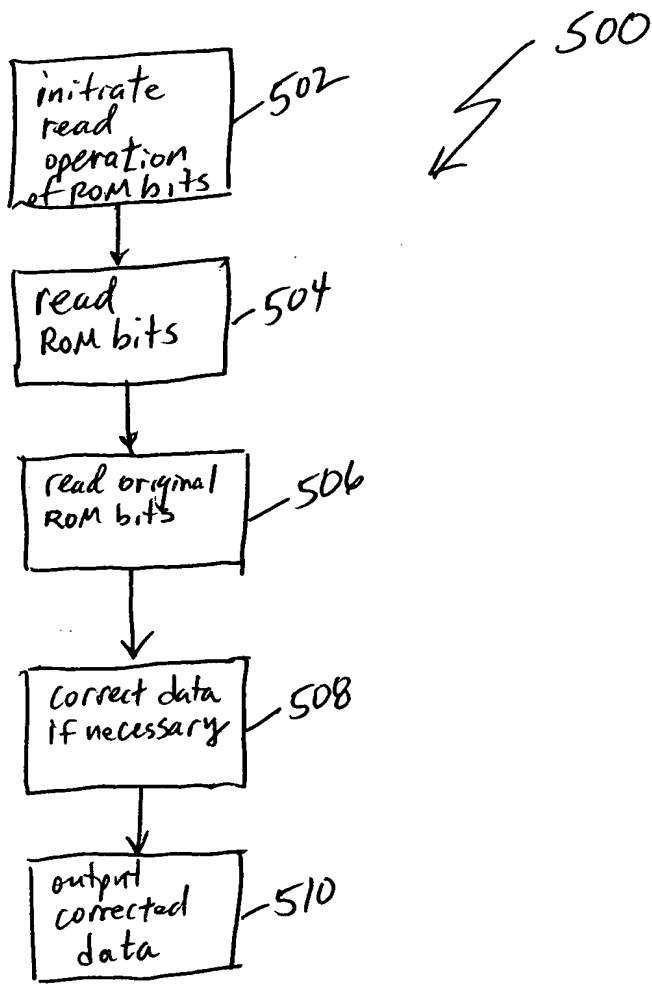 500
initiate
read
operation
of ROM bits
502
read
ROM bits
504
read original
ROM bits
506
correct data
if necessary
508
output
corrected
data
510